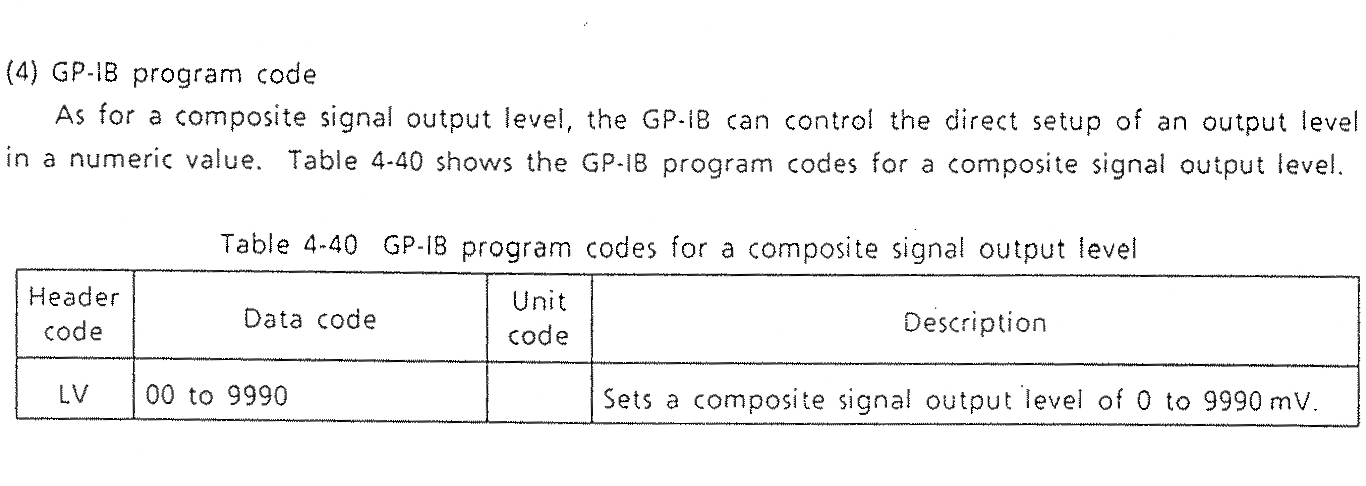 (4) GP-IB program code
As for a composite signal output level, the GP-IB can control the direct setup of an output level
in a numeric value. Table 4-40 shows the GP-IB program codes for a composite signal output level.
Table 4-40 GP-IB program codes for a composite signal output level
Header code
Data code
Unit code
Description
LV
00 to 9990
Sets a composite signal output level of 0 to 9990 mV.